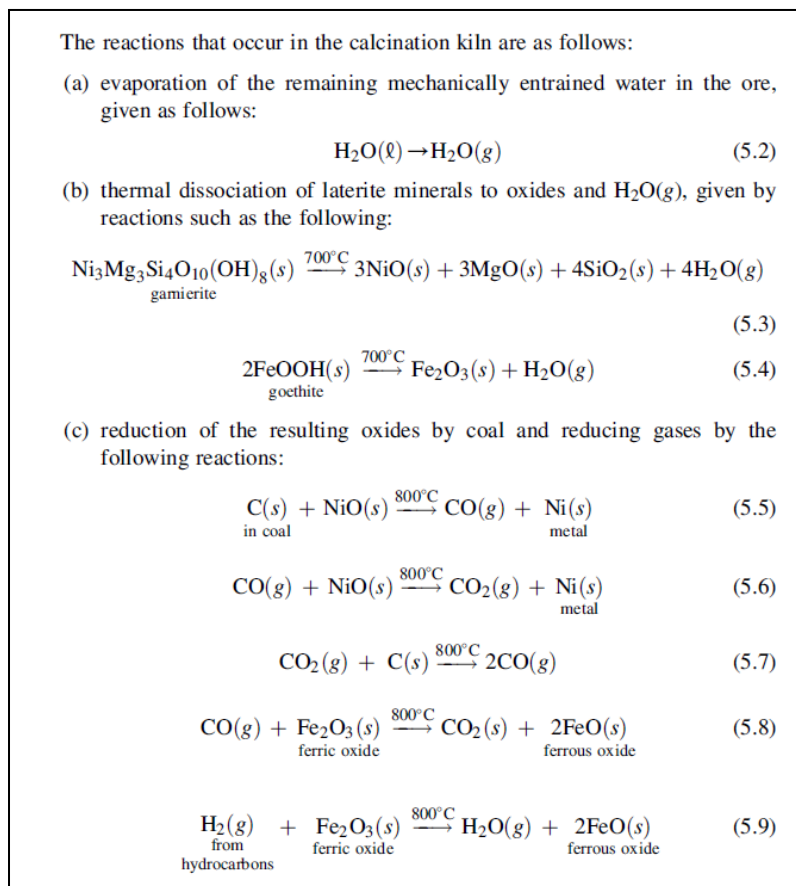 The reactions that occur in the calcination kiln are as follows:
(a) evaporation of the remaining mechanically entrained water in the ore,
given as follows:
H₂O(ℓ)→H₂O(g) (5.2)
(b) thermal dissociation of laterite minerals to oxides and H₂O(g), given by
reactions such as the following:
700°C
Ni₃Mg₃Si₄O₁₀(OH)₈(s) ⟶ 3NiO(s) + 3MgO(s) + 4SiO₂(s) + 4H₂O(g)
garnierite
(5.3)
700°C
2FeOOH(s) ⟶ Fe₂O₃(s) + H₂O(g) (5.4)
goethite
(c) reduction of the resulting oxides by coal and reducing gases by the
following reactions:
800°C
C(s) + NiO(s) ⟶ CO(g) + Ni(s) (5.5)
in coal metal
800°C
CO(g) + NiO(s) ⟶ CO₂(g) + Ni(s) (5.6)
metal
800°C
CO₂(g) + C(s) ⟶ 2CO(g) (5.7)
800°C
CO(g) + Fe₂O₃(s) ⟶ CO₂(s) + 2FeO(s) (5.8)
ferric oxide ferrous oxide
800°C
H₂(g) + Fe₂O₃(s) ⟶ H₂O(g) + 2FeO(s) (5.9)
from ferric oxide ferrous oxide
hydrocarbons